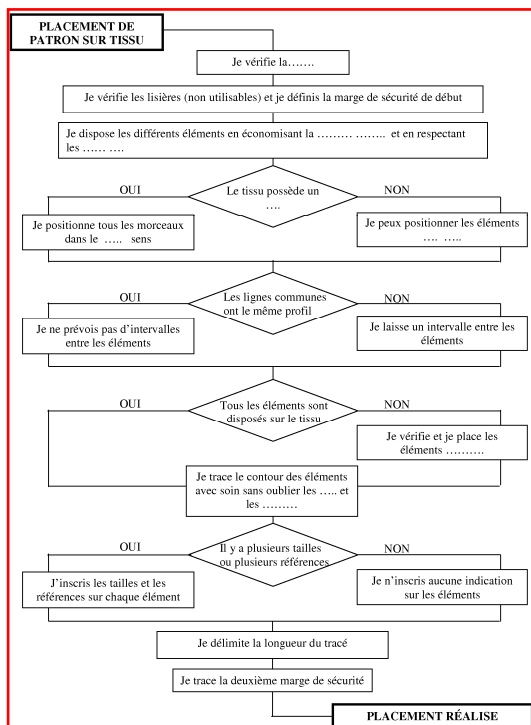 PLACEMENT DE
PATRON SUR TISSU
Je vérifie la…….
Je vérifie les lisières (non utilisables) et je définis la marge de sécurité de début
Je dispose les différents éléments en économisant la ……… …….. et en respectant
les …… ….
OUI
Le tissu possède un
….
NON
Je positionne tous les morceaux
dans le ….. sens
Je peux positionner les éléments
…. …..
OUI
Les lignes communes
ont le même profil
NON
Je ne prévois pas d'intervalles
entre les éléments
Je laisse un intervalle entre les
éléments
OUI
Tous les éléments sont
disposés sur le tissu
NON
Je vérifie et je place les
éléments ……….
Je trace le contour des éléments
avec soin sans oublier les ….. et
les ………
OUI
Il y a plusieurs tailles
ou plusieurs références
NON
J'inscris les tailles et les
références sur chaque élément
Je n'inscris aucune indication
sur les éléments
Je délimite la longueur du tracé
Je trace la deuxième marge de sécurité
PLACEMENT RÉALISE